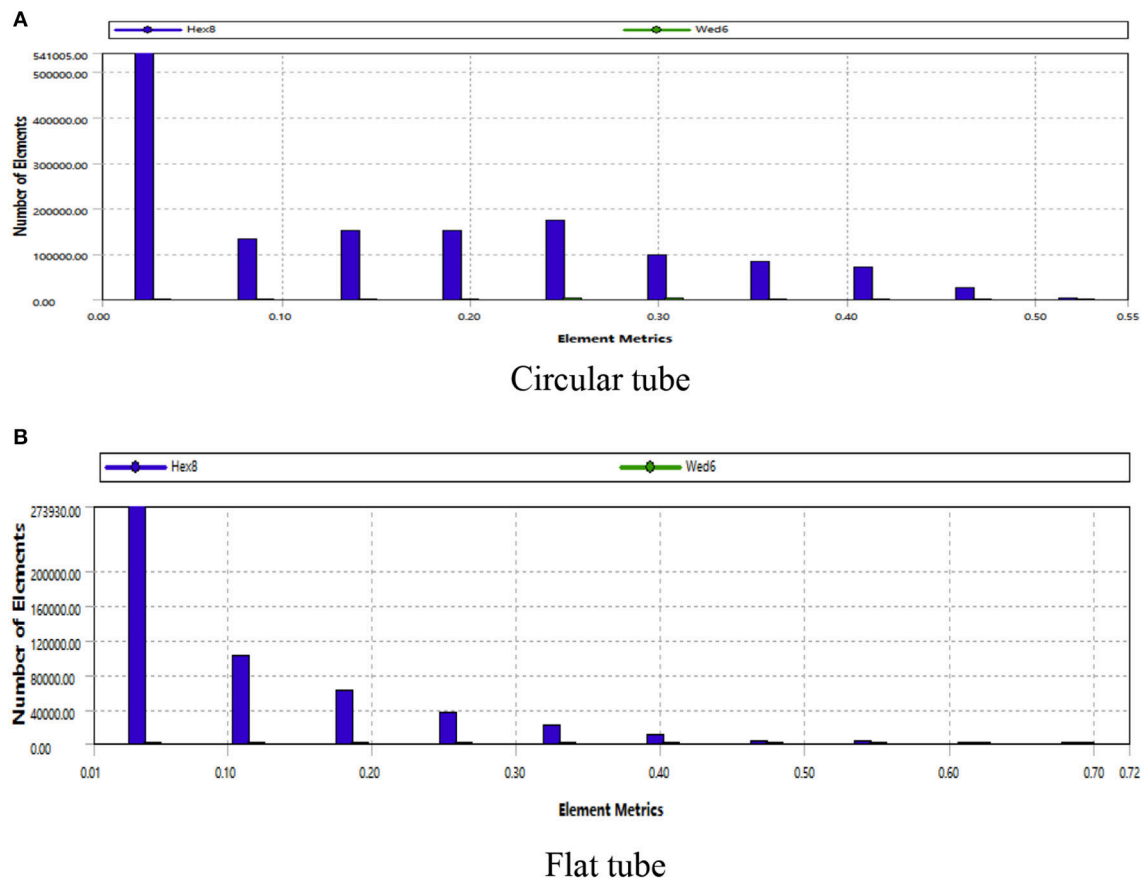 A
Hex8 Wed6
541005.00
500000.00
400000.00
300000.00
200000.00
100000.00
0.00
Number of Elements
0.00 0.10 0.20 0.30 0.40 0.50 0.55
Element Metrics
Circular tube
B
Hex8 Wed6
273930.00
200000.00
160000.00
120000.00
80000.00
40000.00
0.00
Number of Elements
0.01 0.10 0.20 0.30 0.40 0.50 0.60 0.70 0.72
Element Metrics
Flat tube